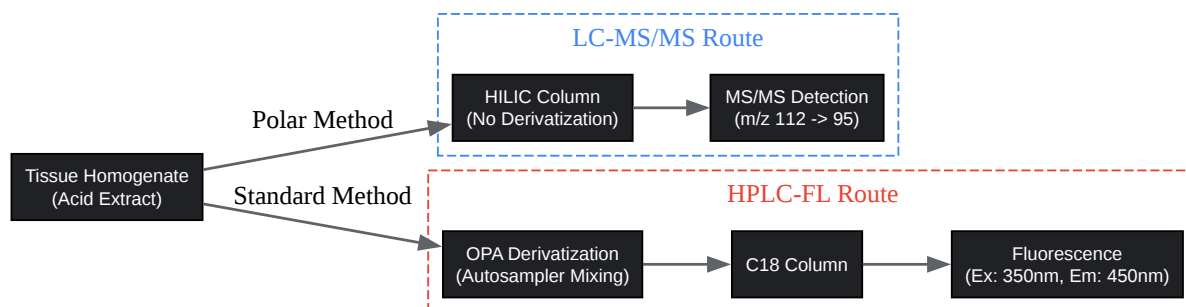 LC-MS/MS Route
HILIC Column
(No Derivatization)
MS/MS Detection
(m/z 112 -> 95)
Polar Method
Tissue Homogenate
(Acid Extract)
Standard Method
HPLC-FL Route
OPA Derivatization
(Autosampler Mixing)
C18 Column
Fluorescence
(Ex: 350nm, Em: 450nm)